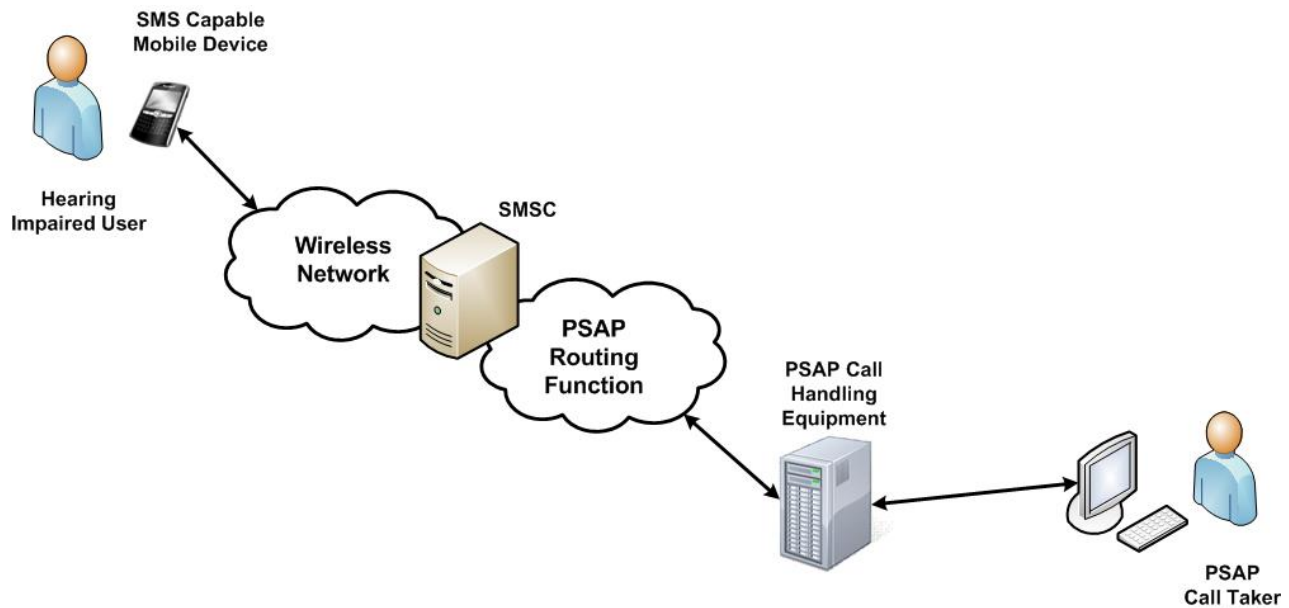 SMS Capable
Mobile Device
Hearing
Impaired User
Wireless
Network
SMSC
PSAP
Routing
Function
PSAP Call
Handling
Equipment
PSAP
Call Taker